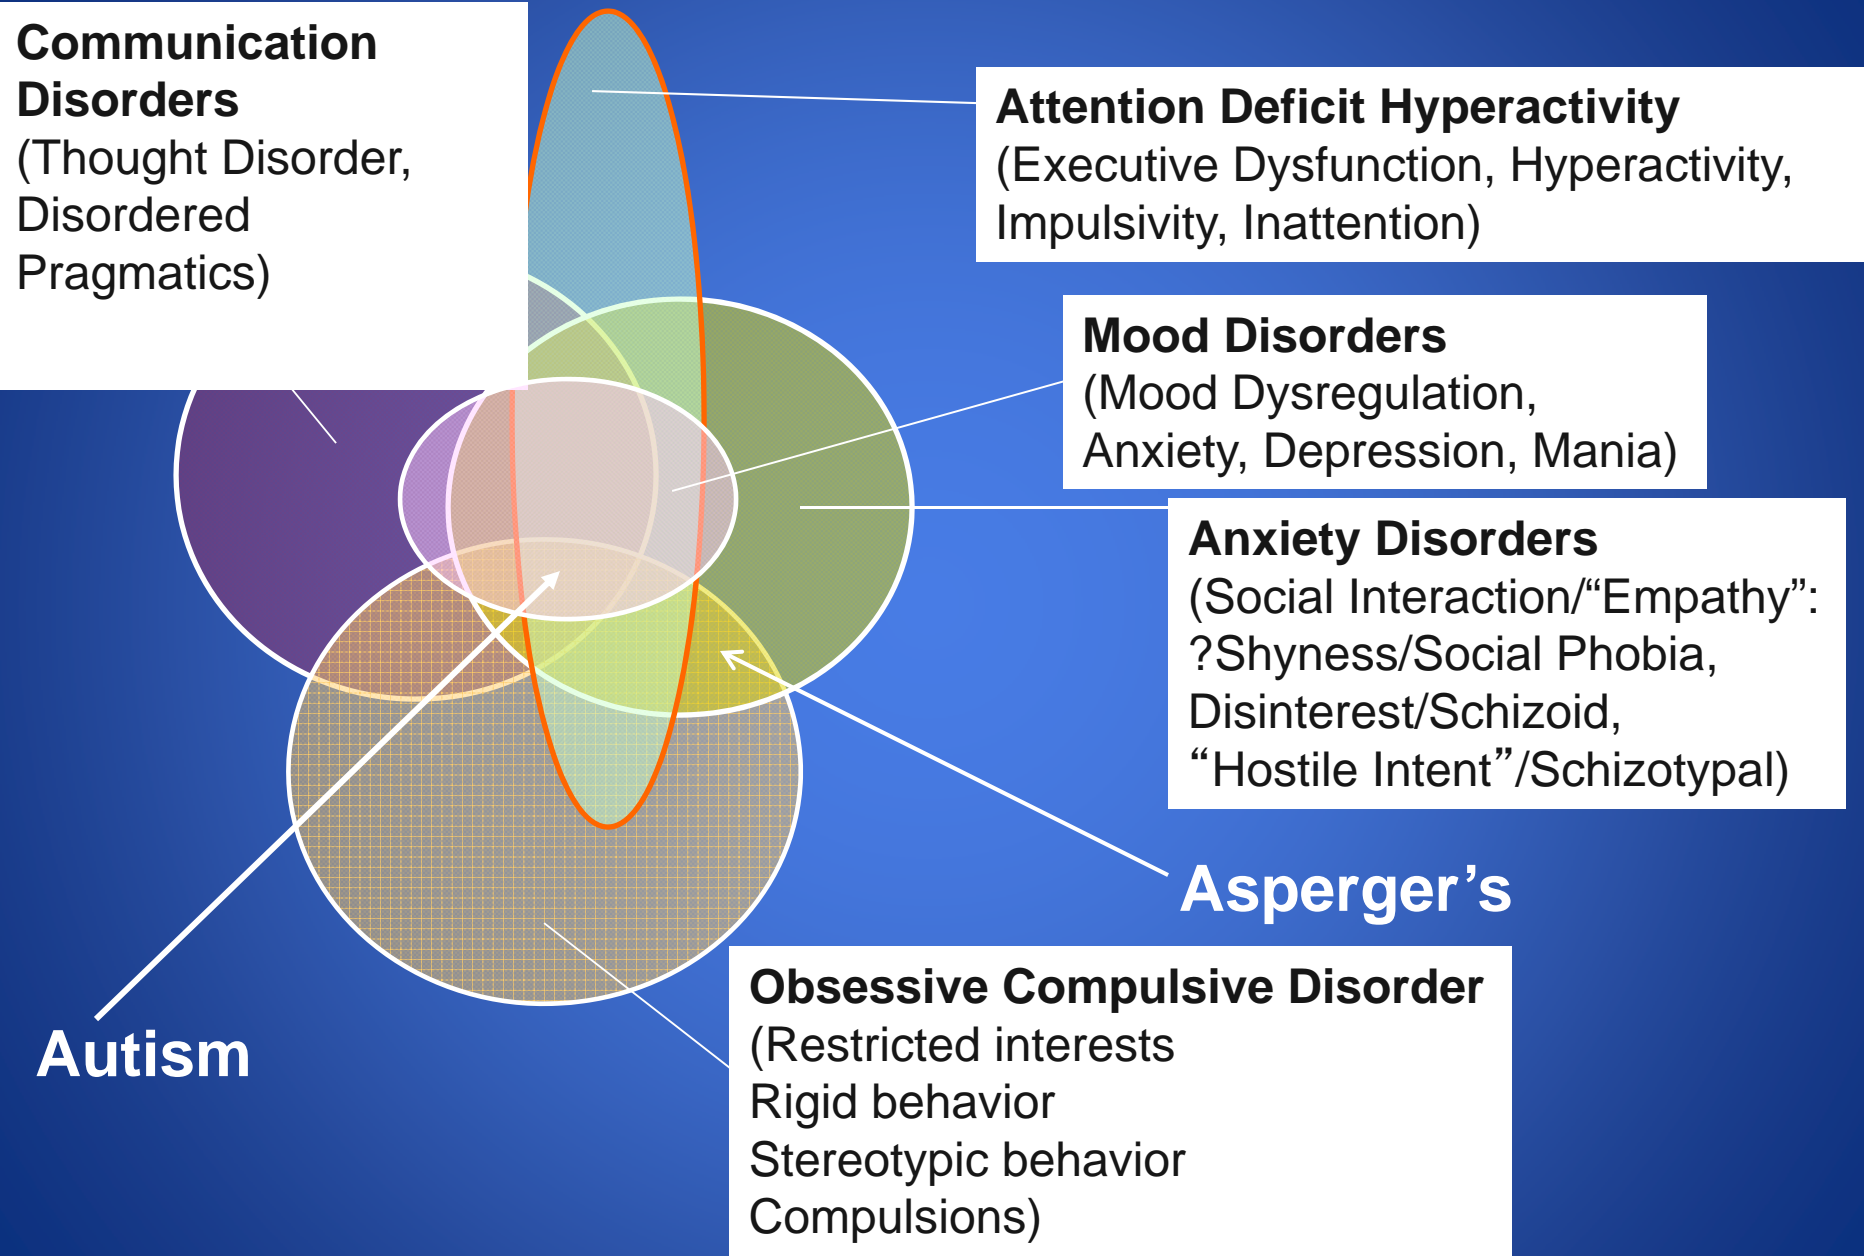 Communication
Disorders
(Thought Disorder,
Disordered
Pragmatics)
Attention Deficit Hyperactivity
(Executive Dysfunction, Hyperactivity,
Impulsivity, Inattention)
Mood Disorders
(Mood Dysregulation,
Anxiety, Depression, Mania)
Anxiety Disorders
(Social Interaction/“Empathy”:
?Shyness/Social Phobia,
Disinterest/Schizoid,
“Hostile Intent”/Schizotypal)
Asperger’s
Autism
Obsessive Compulsive Disorder
(Restricted interests
Rigid behavior
Stereotypic behavior
Compulsions)